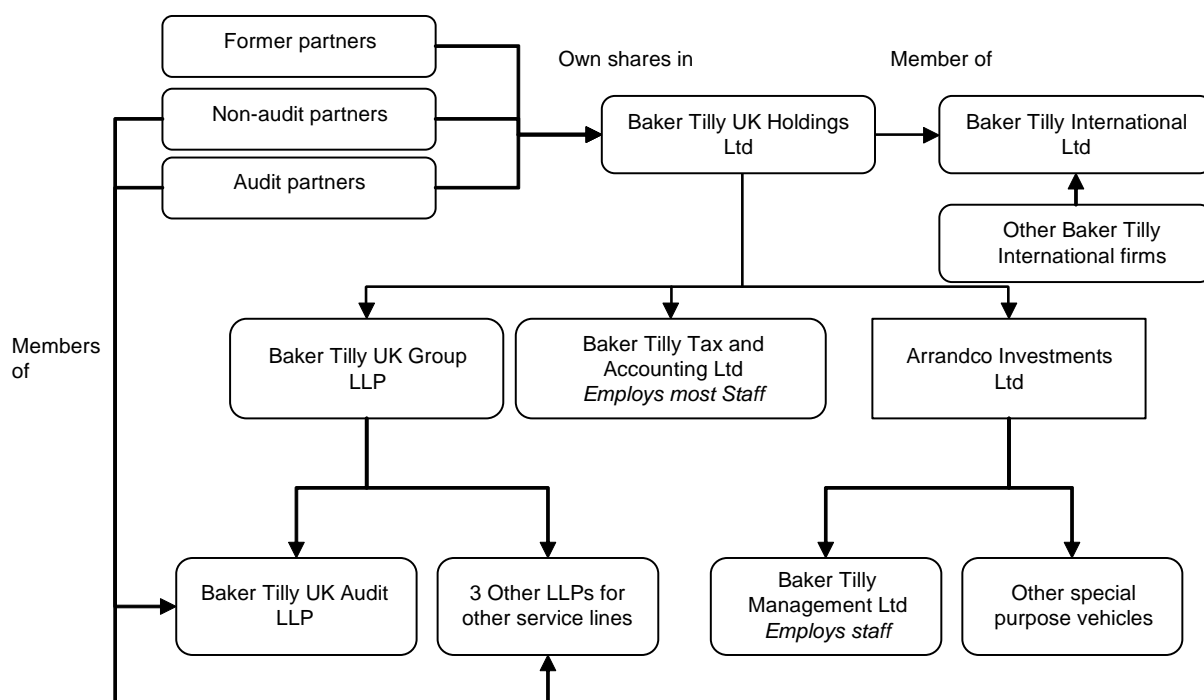 Former partners
Own shares in
Member of
Non-audit partners
Baker Tilly UK Holdings
Ltd
Baker Tilly International
Ltd
Audit partners
Other Baker Tilly
International firms
Members
of
Baker Tilly UK Group
LLP
Baker Tilly Tax and
Accounting Ltd
Employs most Staff
Arrandco Investments
Ltd
Baker Tilly UK Audit
LLP
3 Other LLPs for
other service lines
Baker Tilly
Management Ltd
Employs staff
Other special
purpose vehicles